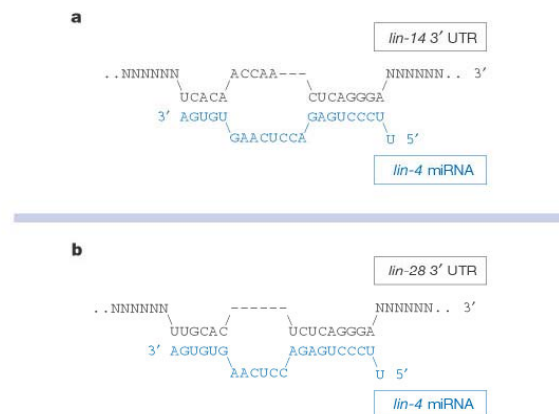 a
lin-14 3′ UTR
..NNNNNN ACCAA--- NNNNNN.. 3′
UCACA CUCAGGGA
3′ AGUGU GAGUCCCU
GAACUCCA U 5′
lin-4 miRNA
b
lin-28 3′ UTR
..NNNNNN ------ NNNNNN.. 3′
UUGCAC UCUCAGGGA
3′ AGUGUG AGAGUCCCU
AACUCC U 5′
lin-4 miRNA